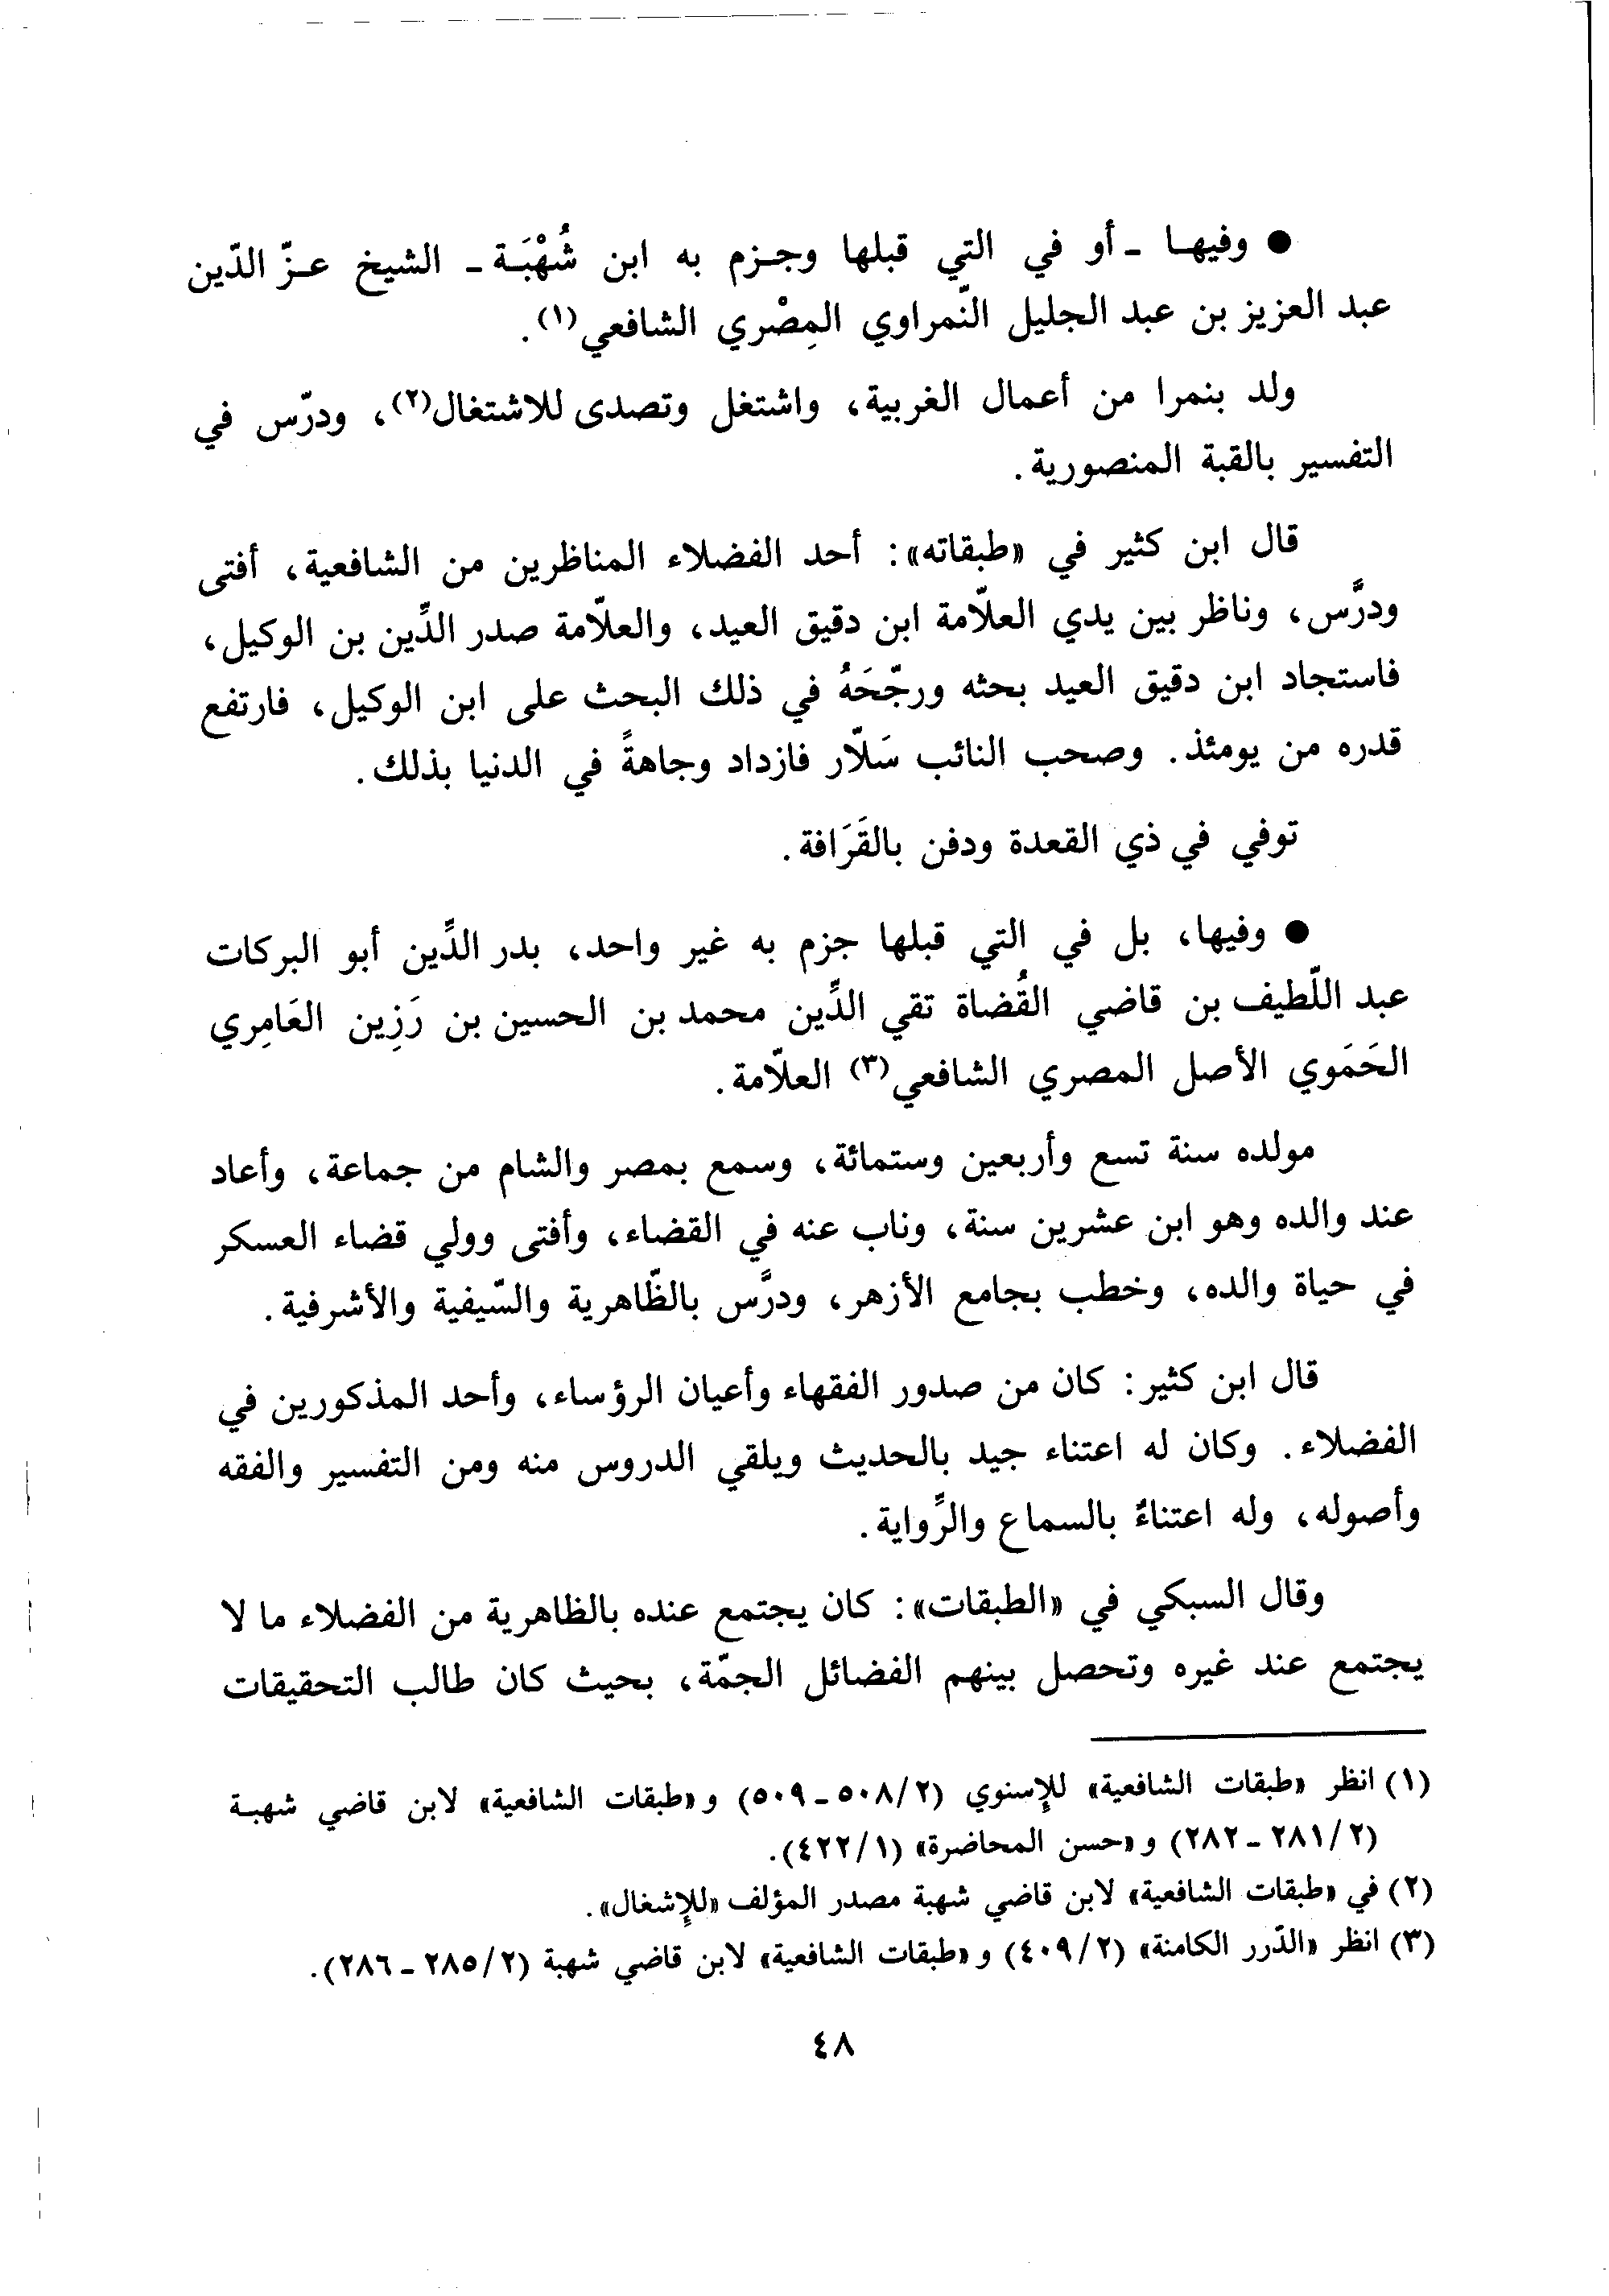 ● وفيهـا ـ أو في التي قبلها وجـزم به ابن شُهْبَـة ـ الشيخ عـزّ الدّين
عبد العزيز بن عبد الجليل النّمراوي المِصْري الشافعي(١).
ولد بنمرا من أعمال الغربية، واشتغل وتصدى للاشتغال(٢)، ودرّس في
التفسير بالقبة المنصورية.
قال ابن كثير في «طبقاته»: أحد الفضلاء المناظرين من الشافعية، أفتى
ودرَّس، وناظر بين يدي العلّامة ابن دقيق العيد، والعلّامة صدر الدِّين بن الوكيل،
فاستجاد ابن دقيق العيد بحثه ورجّحَهُ في ذلك البحث على ابن الوكيل، فارتفع
قدره من يومئذ. وصحب النائب سَلّار فازداد وجاهةً في الدنيا بذلك.
توفي في ذي القعدة ودفن بالقَرَافة.
● وفيها، بل في التي قبلها جزم به غير واحد، بدر الدِّين أبو البركات
عبد اللّطيف بن قاضي القُضاة تقي الدِّين محمد بن الحسين بن رَزِين العَامِري
الحَمَوي الأصل المصري الشافعي(٣) العلّامة.
مولده سنة تسع وأربعين وستمائة، وسمع بمصر والشام من جماعة، وأعاد
عند والده وهو ابن عشرين سنة، وناب عنه في القضاء، وأفتى وولي قضاء العسكر
في حياة والده، وخطب بجامع الأزهر، ودرَّس بالظّاهرية والسّيفية والأشرفية.
قال ابن كثير: كان من صدور الفقهاء وأعيان الرؤساء، وأحد المذكورين في
الفضلاء. وكان له اعتناء جيد بالحديث ويلقي الدروس منه ومن التفسير والفقه
وأصوله، وله اعتناءٌ بالسماع والرِّواية.
وقال السبكي في «الطبقات»: كان يجتمع عنده بالظاهرية من الفضلاء ما لا
يجتمع عند غيره وتحصل بينهم الفضائل الجمّة، بحيث كان طالب التحقيقات
(١) انظر «طبقات الشافعية» للإسنوي (٢/ ٥٠٨ ـ ٥٠٩) و «طبقات الشافعية» لابن قاضي شهبـة
(٢/ ٢٨١ ـ ٢٨٢) و «حسن المحاضرة» (١/ ٤٢٢).
(٢) في «طبقات الشافعية» لابن قاضي شهبة مصدر المؤلف «للإشغال».
(٣) انظر «الدّرر الكامنة» (٢/ ٤٠٩) و «طبقات الشافعية» لابن قاضي شهبة (٢/ ٢٨٥ ـ ٢٨٦).
٤٨